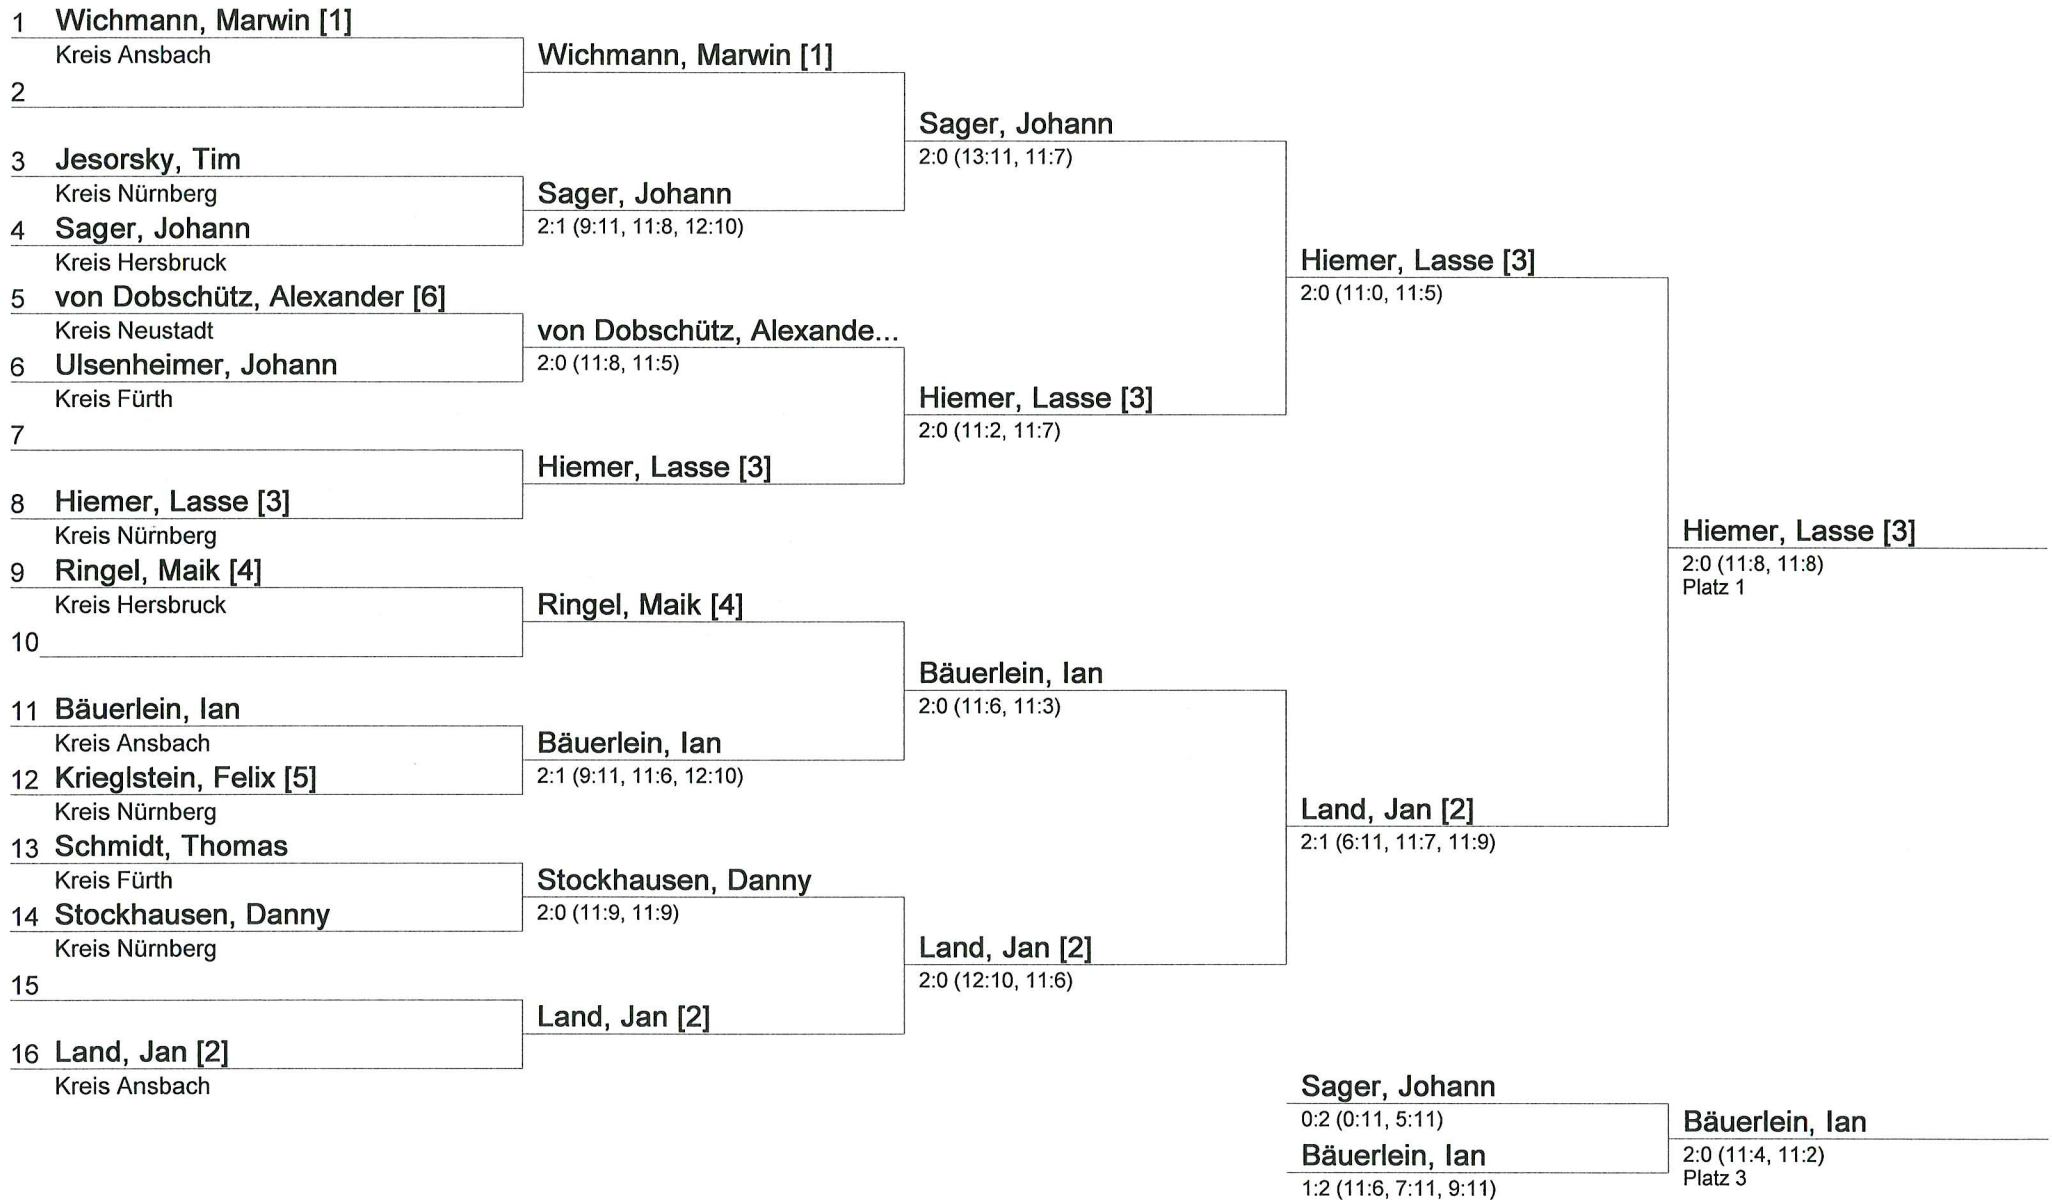 1 Wichmann, Marwin [1]
Kreis Ansbach
2
3 Jesorsky, Tim
Kreis Nürnberg
4 Sager, Johann
Kreis Hersbruck
5 von Dobschütz, Alexander [6]
Kreis Neustadt
6 Ulsenheimer, Johann
Kreis Fürth
7
8 Hiemer, Lasse [3]
Kreis Nürnberg
9 Ringel, Maik [4]
Kreis Hersbruck
10
11 Bäuerlein, Ian
Kreis Ansbach
12 Krieglstein, Felix [5]
Kreis Nürnberg
13 Schmidt, Thomas
Kreis Fürth
14 Stockhausen, Danny
Kreis Nürnberg
15
16 Land, Jan [2]
Kreis Ansbach
Wichmann, Marwin [1]
Sager, Johann
2:1 (9:11, 11:8, 12:10)
von Dobschütz, Alexande...
2:0 (11:8, 11:5)
Hiemer, Lasse [3]
Ringel, Maik [4]
Bäuerlein, Ian
2:1 (9:11, 11:6, 12:10)
Stockhausen, Danny
2:0 (11:9, 11:9)
Land, Jan [2]
Sager, Johann
2:0 (13:11, 11:7)
Hiemer, Lasse [3]
2:0 (11:2, 11:7)
Bäuerlein, Ian
2:0 (11:6, 11:3)
Land, Jan [2]
2:0 (12:10, 11:6)
Hiemer, Lasse [3]
2:0 (11:0, 11:5)
Land, Jan [2]
2:1 (6:11, 11:7, 11:9)
Hiemer, Lasse [3]
2:0 (11:8, 11:8)
Platz 1
Sager, Johann
0:2 (0:11, 5:11)
Bäuerlein, Ian
1:2 (11:6, 7:11, 9:11)
Bäuerlein, Ian
2:0 (11:4, 11:2)
Platz 3